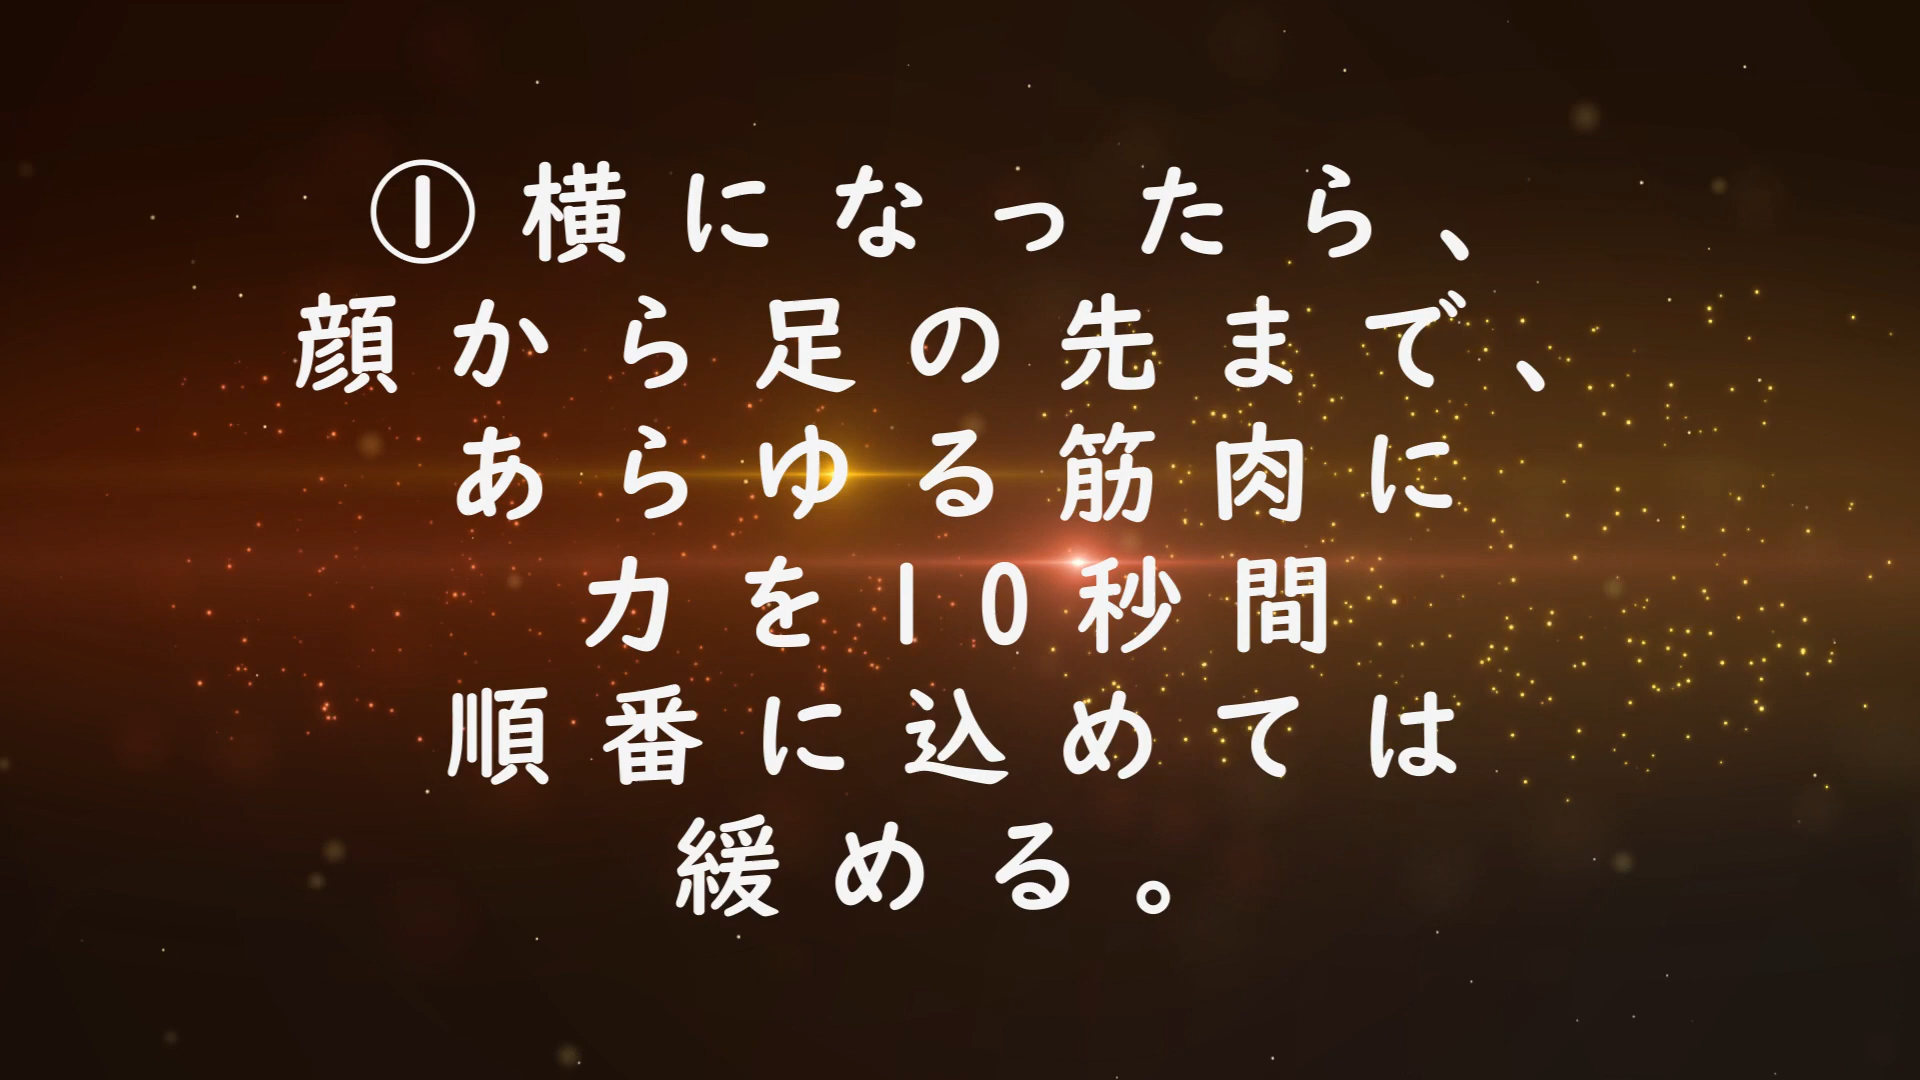 ①横になったら、
顔から足の先まで、
あらゆる筋肉に
力を10秒間
順番に込めては
緩める。